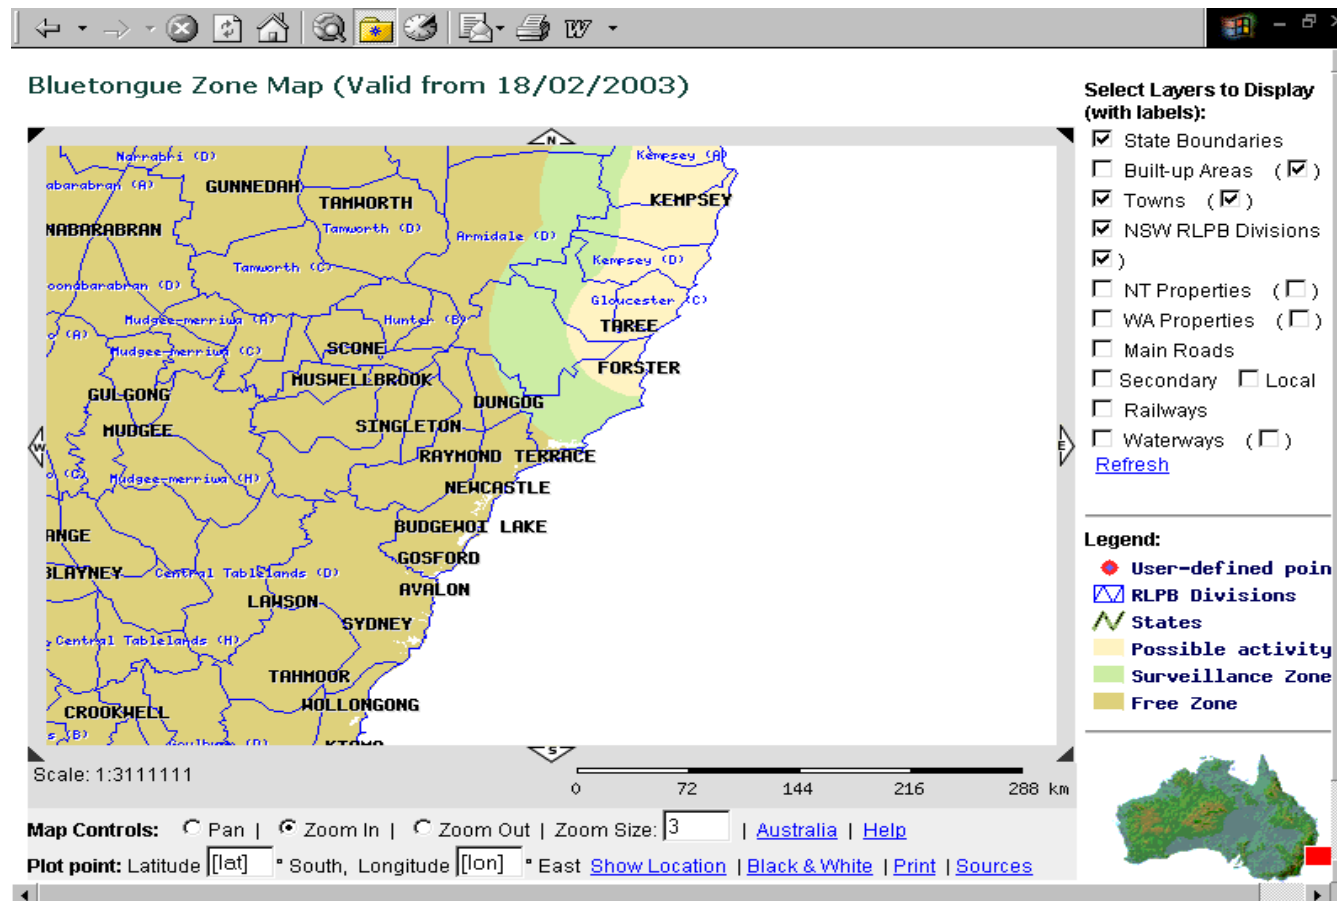 Bluetongue Zone Map (Valid from 18/02/2003)
Select Layers to Display
(with labels):
State Boundaries
Built-up Areas ( )
Towns ( )
NSW RLPB Divisions
)
NT Properties ( )
WA Properties ( )
Main Roads
Secondary Local
Railways
Waterways ( )
Refresh
N
Narrabri (D)
Kempsey (A)
abarabran (A)
GUNNEDAH
TAMWORTH
KEMPSEY
NABARABRAN
Tamworth (D)
Armidale (D)
Tamworth (C)
Kempsey (D)
oonabarabran (D)
Gloucester (C)
Mudgee-merriwa (A)
Hunter (B)
TAREE
o (A)
Mudgee-merriwa (C)
SCONE
FORSTER
MUSWELLBROOK
GULGONG
DUNGOG
MUDGEE
SINGLETON
W
E
RAYMOND TERRACE
o (G)
Mudgee-merriwa (H)
NEWCASTLE
ANGE
BUDGEWOI LAKE
GOSFORD
BLAYNEY
Central Tablelands (D)
AVALON
LAWSON
SYDNEY
Central Tablelands (H)
TAHMOOR
WOLLONGONG
CROOKWELL
s (B)
Goulburn (D)
KIAMA
S
Legend:
User-defined poin
RLPB Divisions
States
Possible activity
Surveillance Zone
Free Zone
Scale: 1:3111111
0 72 144 216 288 km
Map Controls: Pan | Zoom In | Zoom Out | Zoom Size: 3 | Australia | Help
Plot point: Latitude [lat] ° South, Longitude [lon] ° East Show Location | Black & White | Print | Sources